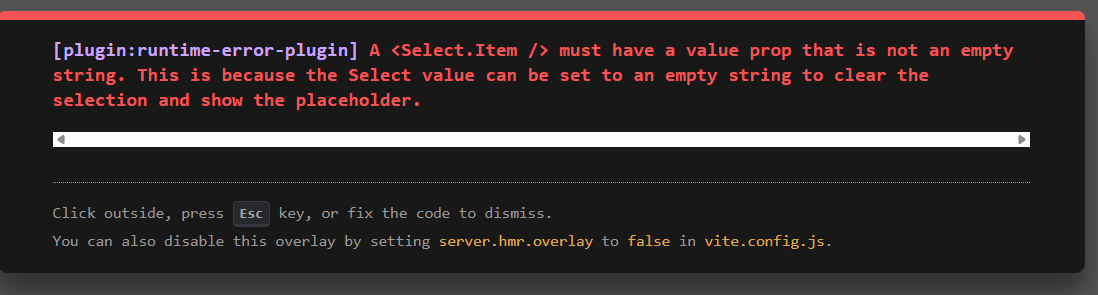 [plugin:runtime-error-plugin] A <Select.Item /> must have a value prop that is not an empty
string. This is because the Select value can be set to an empty string to clear the
selection and show the placeholder.
Click outside, press Esc key, or fix the code to dismiss.
You can also disable this overlay by setting server.hmr.overlay to false in vite.config.js.